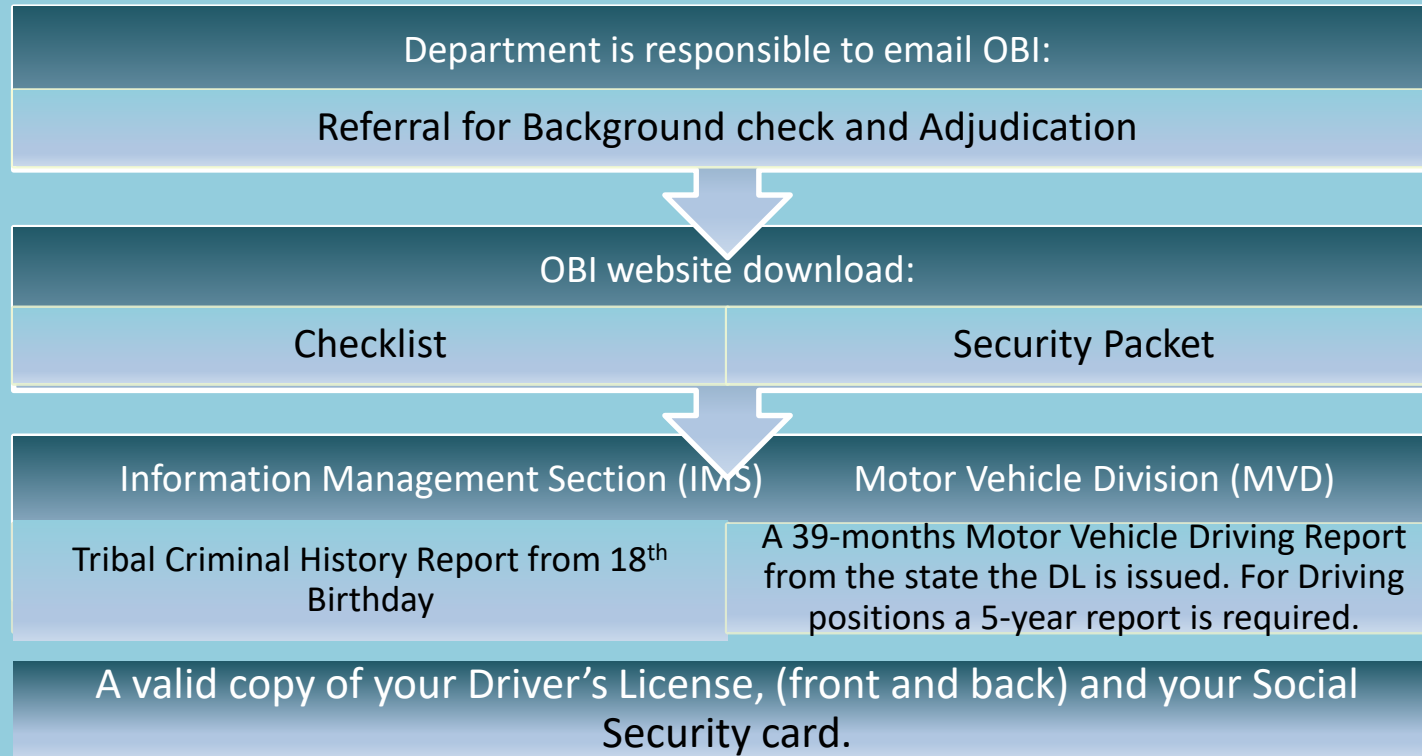 Department is responsible to email OBI:
Referral for Background check and Adjudication
OBI website download:
Checklist
Security Packet
Information Management Section (IMS)
Motor Vehicle Division (MVD)
Tribal Criminal History Report from 18th
Birthday
A 39-months Motor Vehicle Driving Report
from the state the DL is issued. For Driving
positions a 5-year report is required.
A valid copy of your Driver’s License, (front and back) and your Social
Security card.